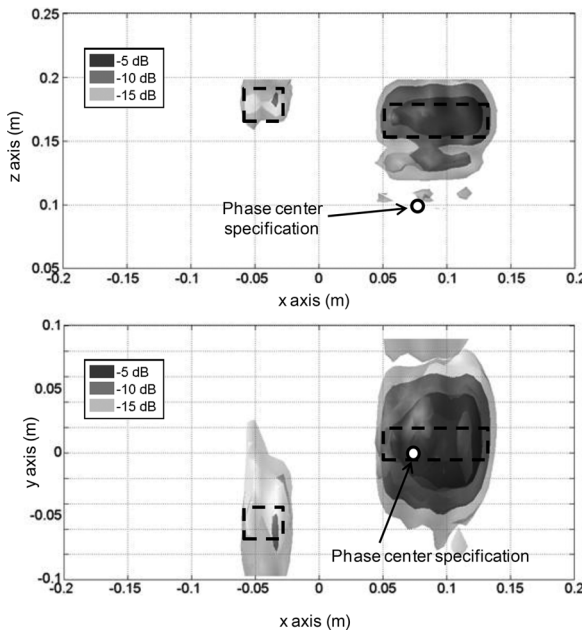 0.25
-5 dB
-10 dB
-15 dB
0.2
z axis (m)
0.15
0.1
Phase center
specification
0.05
-0.2 -0.15 -0.1 -0.05 0 0.05 0.1 0.15 0.2
x axis (m)
0.1
-5 dB
-10 dB
-15 dB
0.05
y axis (m)
0
-0.05
Phase center specification
-0.1
-0.2 -0.15 -0.1 -0.05 0 0.05 0.1 0.15 0.2
x axis (m)